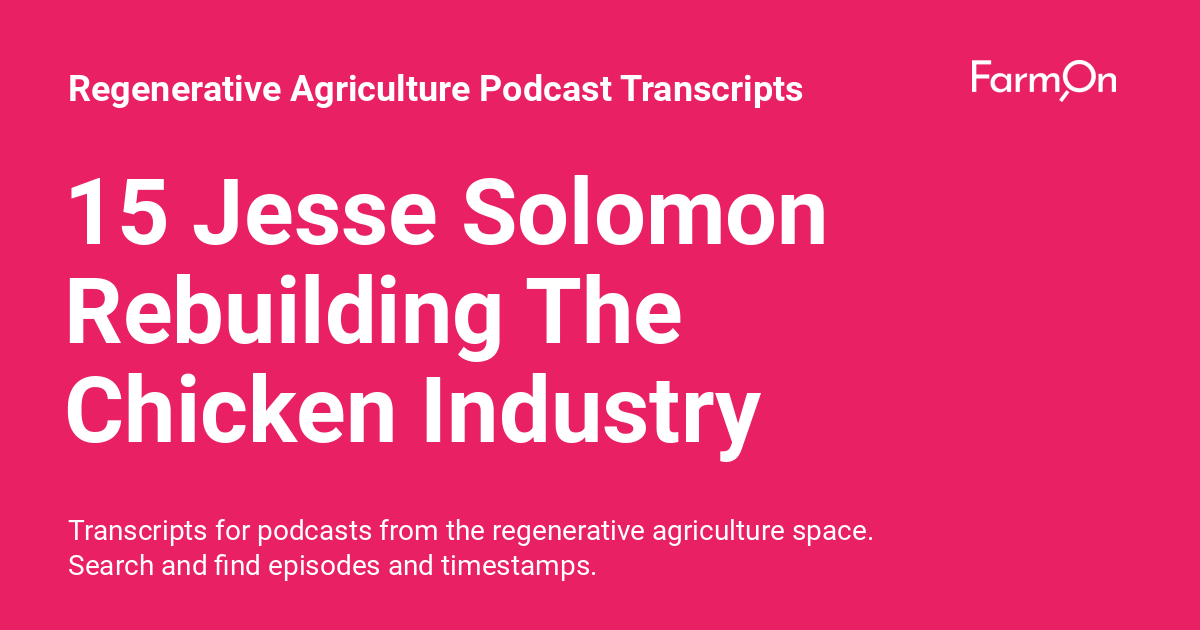 Regenerative Agriculture Podcast Transcripts
FarmOn
15 Jesse Solomon
Rebuilding The
Chicken Industry
Transcripts for podcasts from the regenerative agriculture space.
Search and find episodes and timestamps.